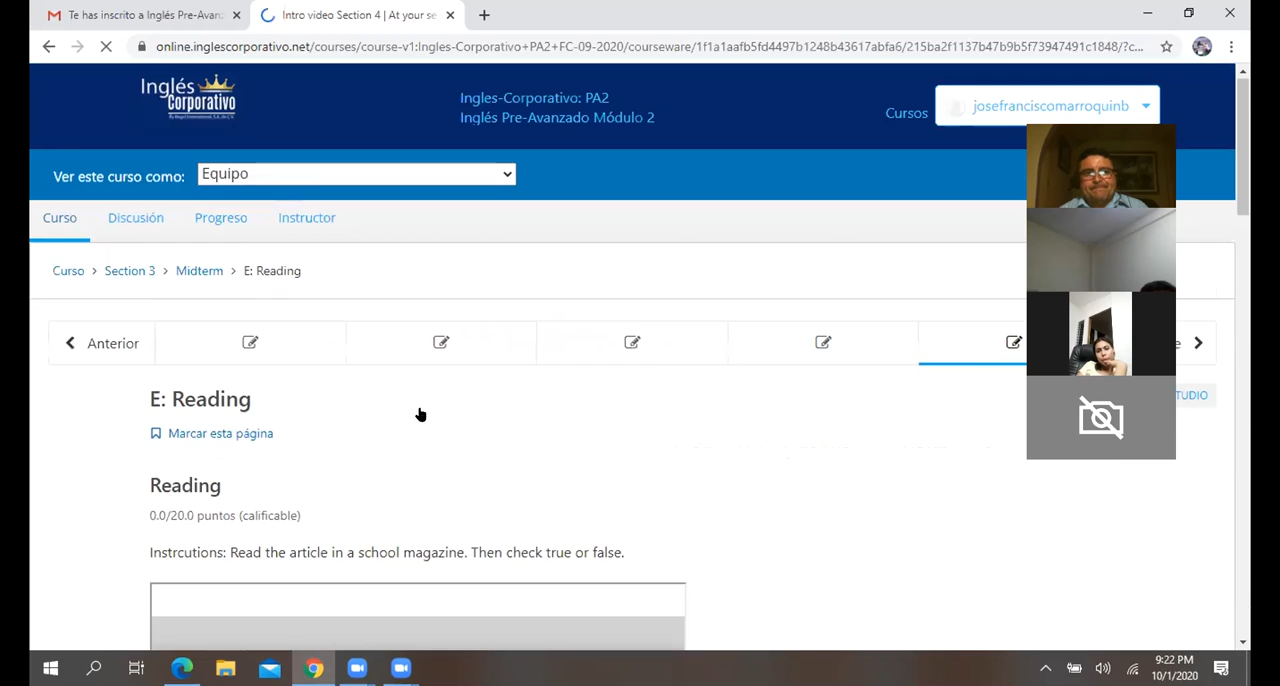 Te has inscrito a Inglés Pre-Avanz
Intro video Section 4 | At your se
online.inglescorporativo.net/courses/course-v1:Ingles-Corporativo+PA2+FC-09-2020/courseware/1f1a1aafb5fd4497b1248b43617abfa6/215ba2f1137b47b9b5f73947491c1848/?c...
Inglés
Corporativo
Ingles-Corporativo: PA2
Inglés Pre-Avanzado Módulo 2
Cursos
josefranciscomarroquinb
Ver este curso como:
Equipo
Curso
Discusión
Progreso
Instructor
Curso > Section 3 > Midterm > E: Reading
Anterior
e
E: Reading
TUDIO
Marcar esta página
Reading
0.0/20.0 puntos (calificable)
Instrcutions: Read the article in a school magazine. Then check true or false.
9:22 PM
10/1/2020